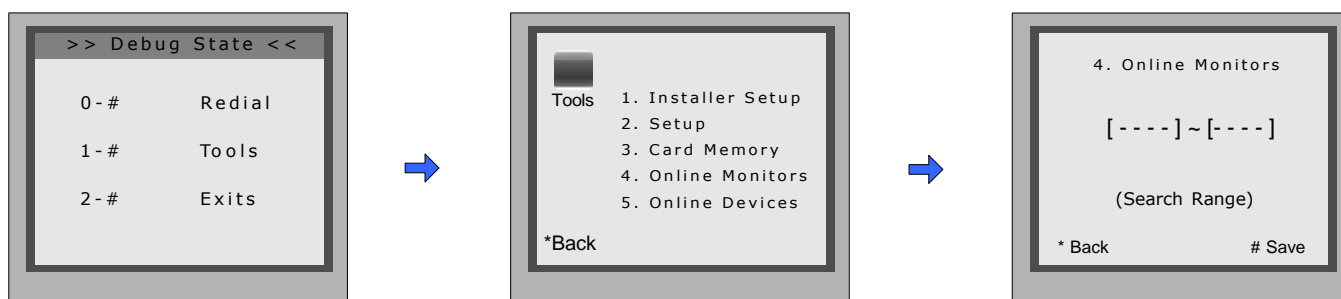 >> Debug State <<
0-# Redial
1-# Tools
2-# Exits
Tools
1. Installer Setup
2. Setup
3. Card Memory
4. Online Monitors
5. Online Devices
*Back
4. Online Monitors
[----]~[----]
(Search Range)
* Back # Save